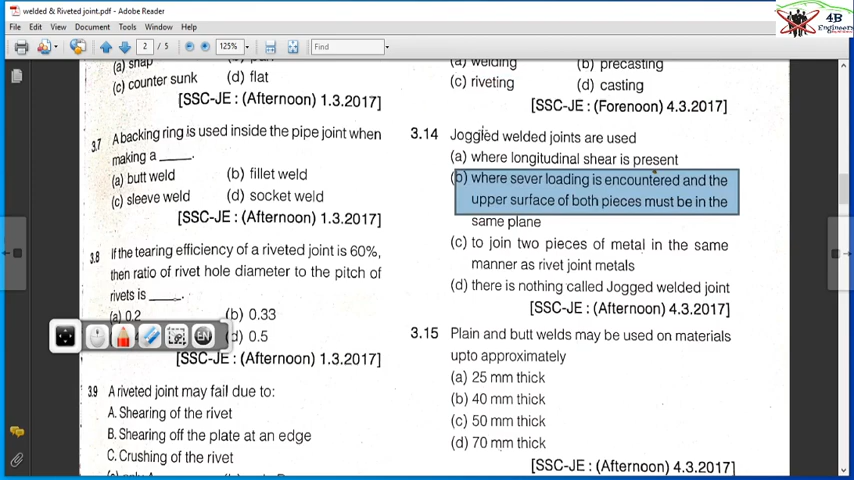 welded & Riveted joint.pdf - Adobe Reader
File Edit View Document Tools Window Help
2 / 5 125% Find
4B
Engineers
(a) snap
(c) counter sunk (d) flat
[SSC-JE : (Afternoon) 1.3.2017]
3.7 A backing ring is used inside the pipe joint when
making a ____.
(a) butt weld (b) fillet weld
(c) sleeve weld (d) socket weld
[SSC-JE : (Afternoon) 1.3.2017]
3.8 If the tearing efficiency of a riveted joint is 60%,
then ratio of rivet hole diameter to the pitch of
rivets is ____.
(a) 0.2 (b) 0.33
(d) 0.5
EN
[SSC-JE : (Afternoon) 1.3.2017]
3.9 A riveted joint may fail due to:
A. Shearing of the rivet
B. Shearing off the plate at an edge
C. Crushing of the rivet
(a) welding (b) precasting
(c) riveting (d) casting
[SSC-JE : (Forenoon) 4.3.2017]
3.14 Joggled welded joints are used
(a) where longitudinal shear is present
(b) where sever loading is encountered and the
upper surface of both pieces must be in the
same plane
(c) to join two pieces of metal in the same
manner as rivet joint metals
(d) there is nothing called Jogged welded joint
[SSC-JE : (Afternoon) 4.3.2017]
3.15 Plain and butt welds may be used on materials
upto approximately
(a) 25 mm thick
(b) 40 mm thick
(c) 50 mm thick
(d) 70 mm thick
[SSC-JE : (Afternoon) 4.3.2017]